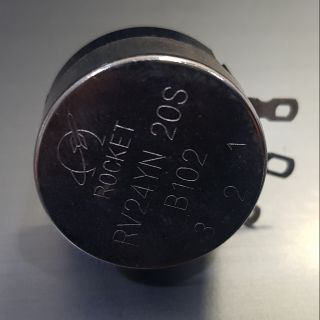 ROCKET
RV24YN 20S
B102
3 2 1